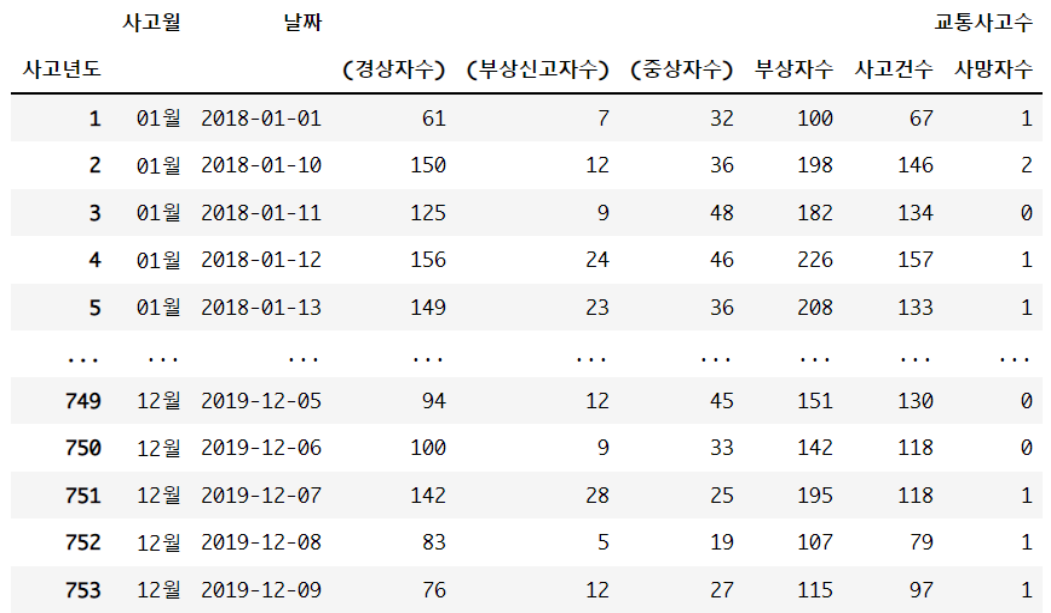 사고월 날짜 교통사고수
사고년도 (경상자수) (부상신고자수) (중상자수) 부상자수 사고건수 사망자수
1 01월 2018-01-01 61 7 32 100 67 1
2 01월 2018-01-10 150 12 36 198 146 2
3 01월 2018-01-11 125 9 48 182 134 0
4 01월 2018-01-12 156 24 46 226 157 1
5 01월 2018-01-13 149 23 36 208 133 1
... ... ... ... ... ... ... ... ...
749 12월 2019-12-05 94 12 45 151 130 0
750 12월 2019-12-06 100 9 33 142 118 0
751 12월 2019-12-07 142 28 25 195 118 1
752 12월 2019-12-08 83 5 19 107 79 1
753 12월 2019-12-09 76 12 27 115 97 1